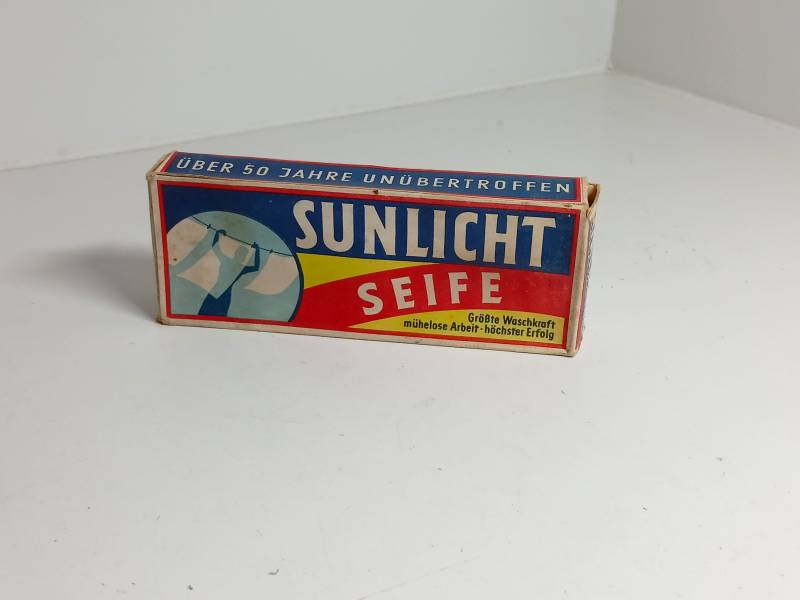 ÜBER 50 JAHRE UNÜBERTROFFEN
SUNLICHT
SEIFE
Größte Waschkraft
mühelose Arbeit · höchster Erfolg